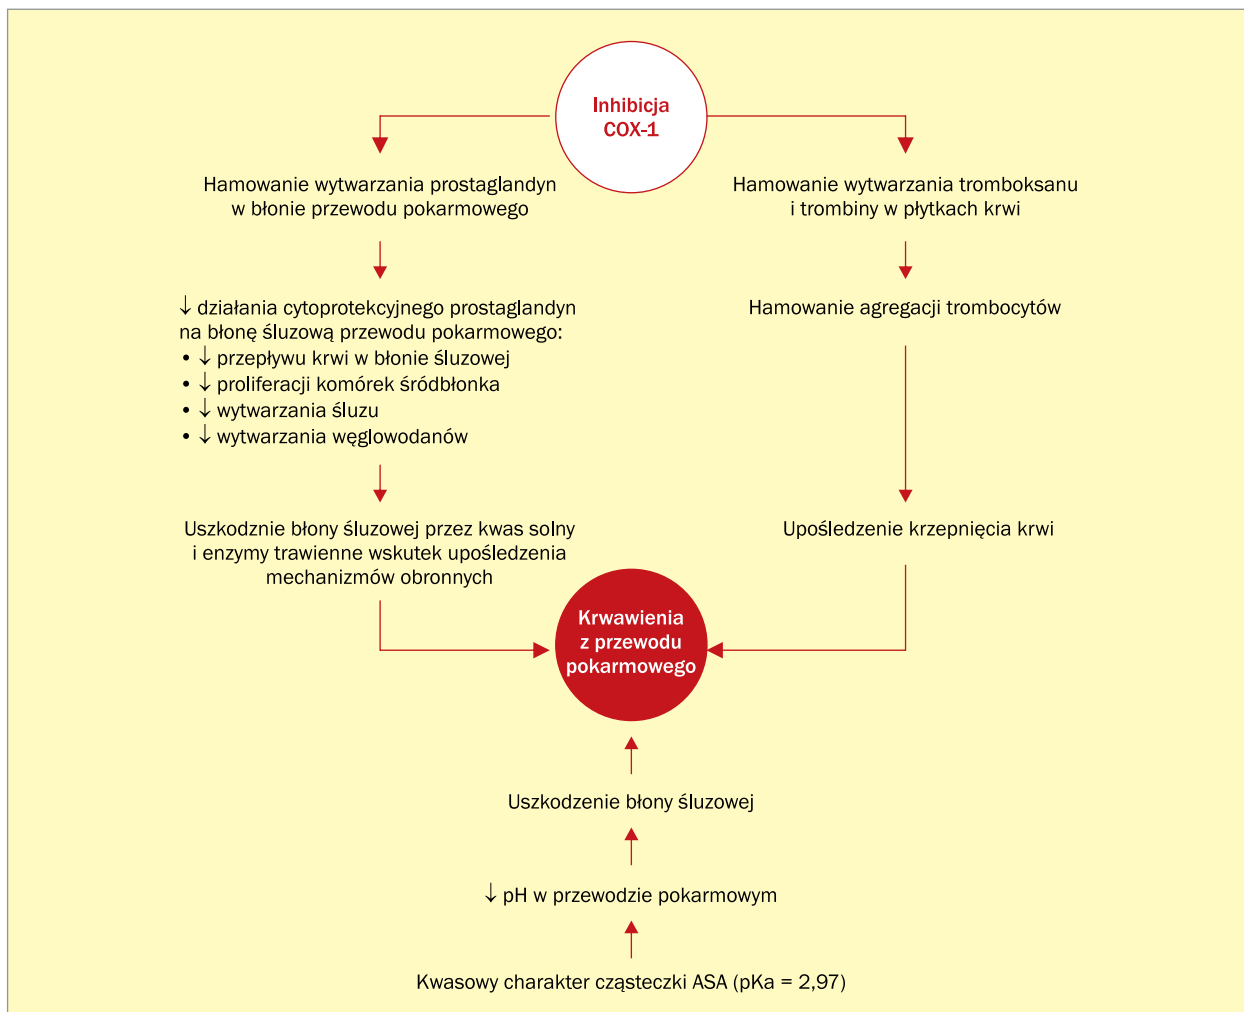 Inhibicja
COX-1
Hamowanie wytwarzania prostaglandyn
w błonie przewodu pokarmowego
Hamowanie wytwarzania tromboksanu
i trombiny w płytkach krwi
↓ działania cytoprotekcyjnego prostaglandyn
na błonę śluzową przewodu pokarmowego:
• ↓ przepływu krwi w błonie śluzowej
• ↓ proliferacji komórek śródbłonka
• ↓ wytwarzania śluzu
• ↓ wytwarzania węglowodanów
Hamowanie agregacji trombocytów
Uszkodznie błony śluzowej przez kwas solny
i enzymy trawienne wskutek upośledzenia
mechanizmów obronnych
Upośledzenie krzepnięcia krwi
Krwawienia
z przewodu
pokarmowego
Uszkodzenie błony śluzowej
↓ pH w przewodzie pokarmowym
Kwasowy charakter cząsteczki ASA (pKa = 2,97)